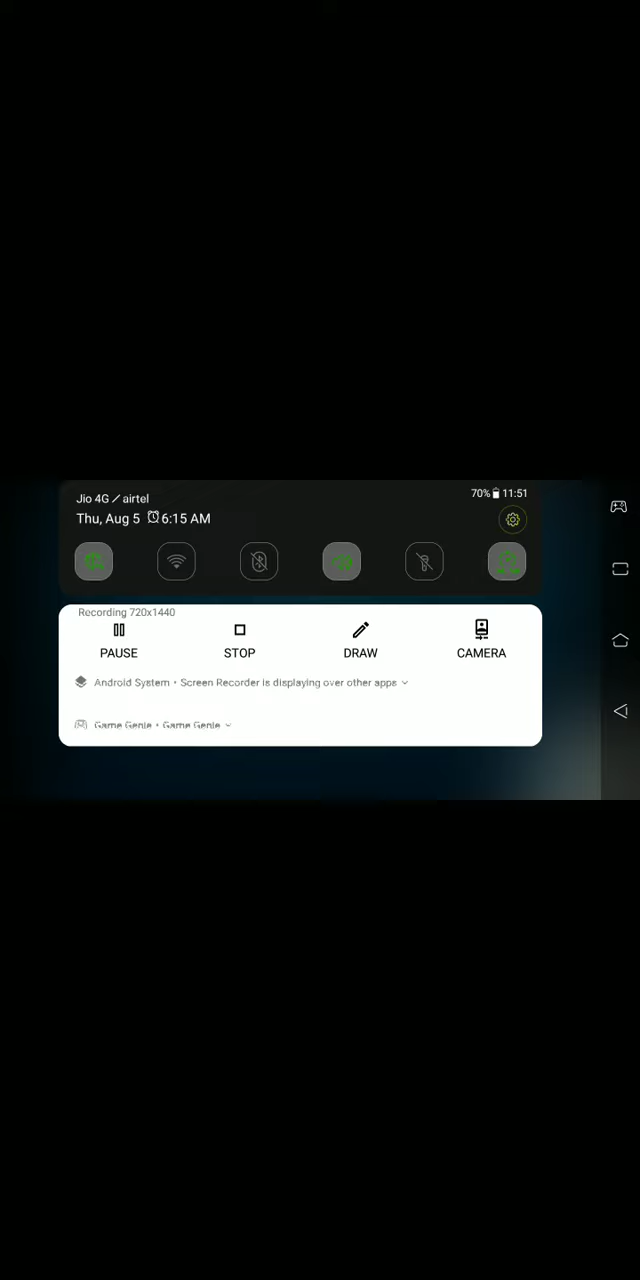 Jio 4G / airtel
70% 11:51
Thu, Aug 5 6:15 AM
Recording 720x1440
PAUSE STOP DRAW CAMERA
Android System • Screen Recorder is displaying over other apps
Game Genie • Game Genie